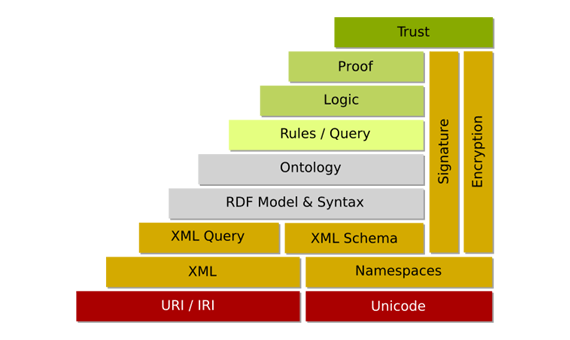 Trust
Proof
Logic
Rules / Query
Ontology
RDF Model & Syntax
XML Query
XML Schema
Signature
Encryption
XML
Namespaces
URI / IRI
Unicode